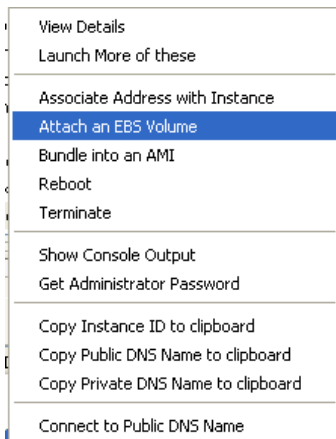 View Details
Launch More of these
Associate Address with Instance
Attach an EBS Volume
Bundle into an AMI
Reboot
Terminate
Show Console Output
Get Administrator Password
Copy Instance ID to clipboard
Copy Public DNS Name to clipboard
Copy Private DNS Name to clipboard
Connect to Public DNS Name